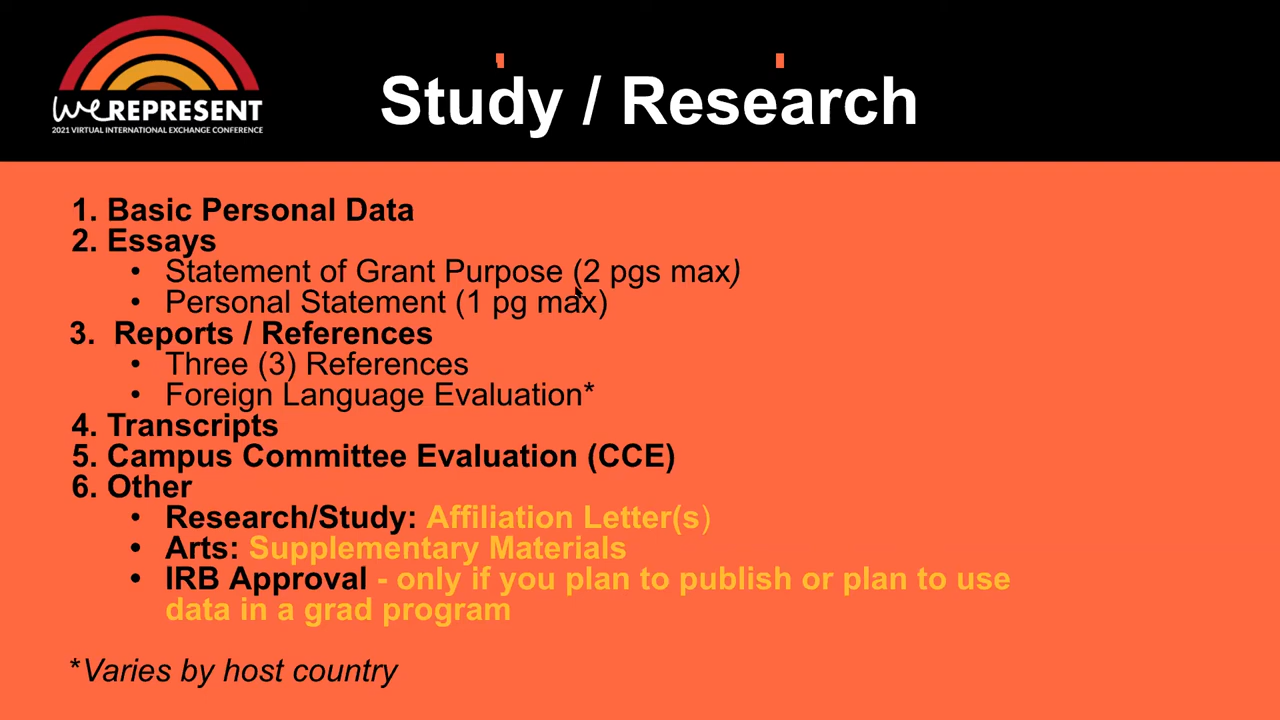 we REPRESENT
2021 VIRTUAL INTERNATIONAL EXCHANGE CONFERENCE
Study / Research
1. Basic Personal Data
2. Essays
• Statement of Grant Purpose (2 pgs max)
• Personal Statement (1 pg max)
3. Reports / References
• Three (3) References
• Foreign Language Evaluation*
4. Transcripts
5. Campus Committee Evaluation (CCE)
6. Other
• Research/Study: Affiliation Letter(s)
• Arts: Supplementary Materials
• IRB Approval - only if you plan to publish or plan to use
data in a grad program
*Varies by host country